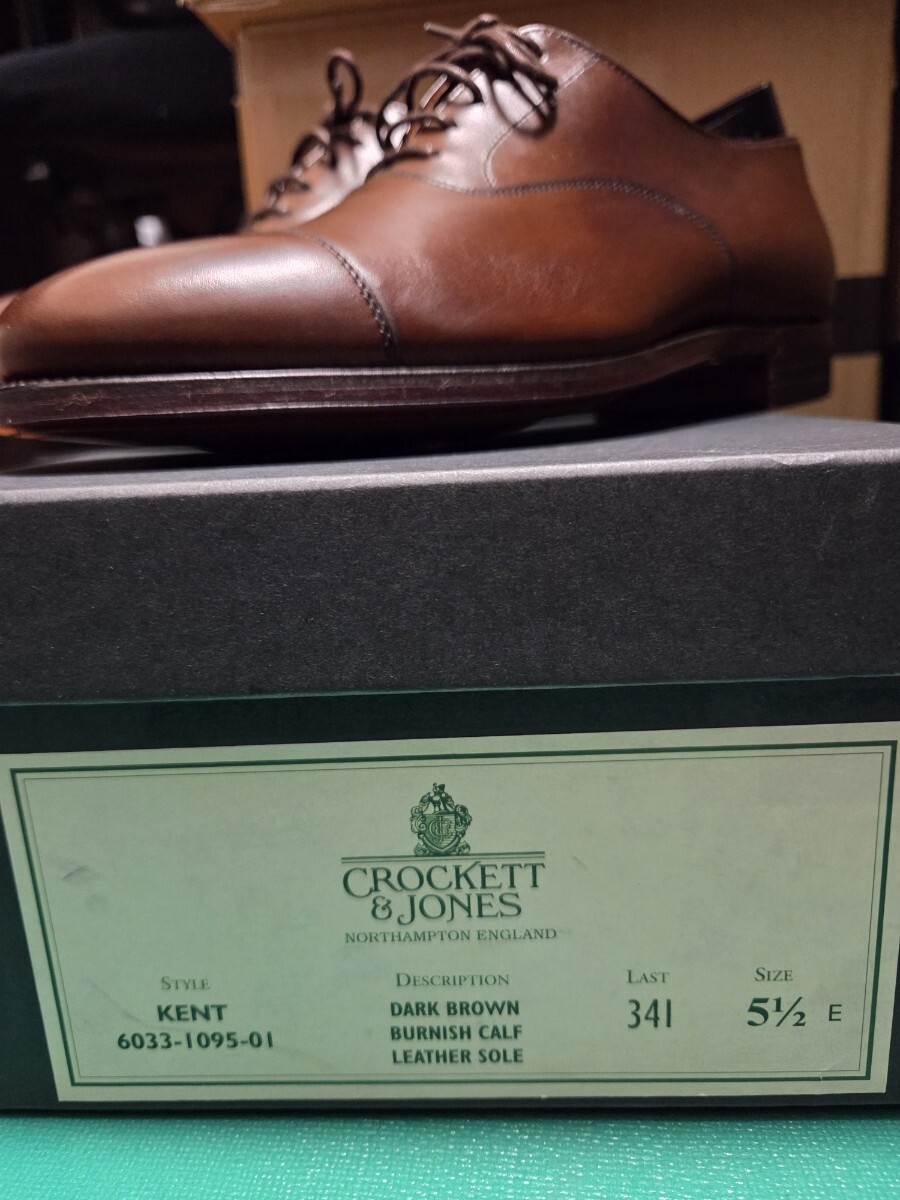 CROCKETT
& JONES
NORTHAMPTON ENGLAND
STYLE
KENT
6033-1095-01
DESCRIPTION
DARK BROWN
BURNISH CALF
LEATHER SOLE
LAST
341
SIZE
5½ E